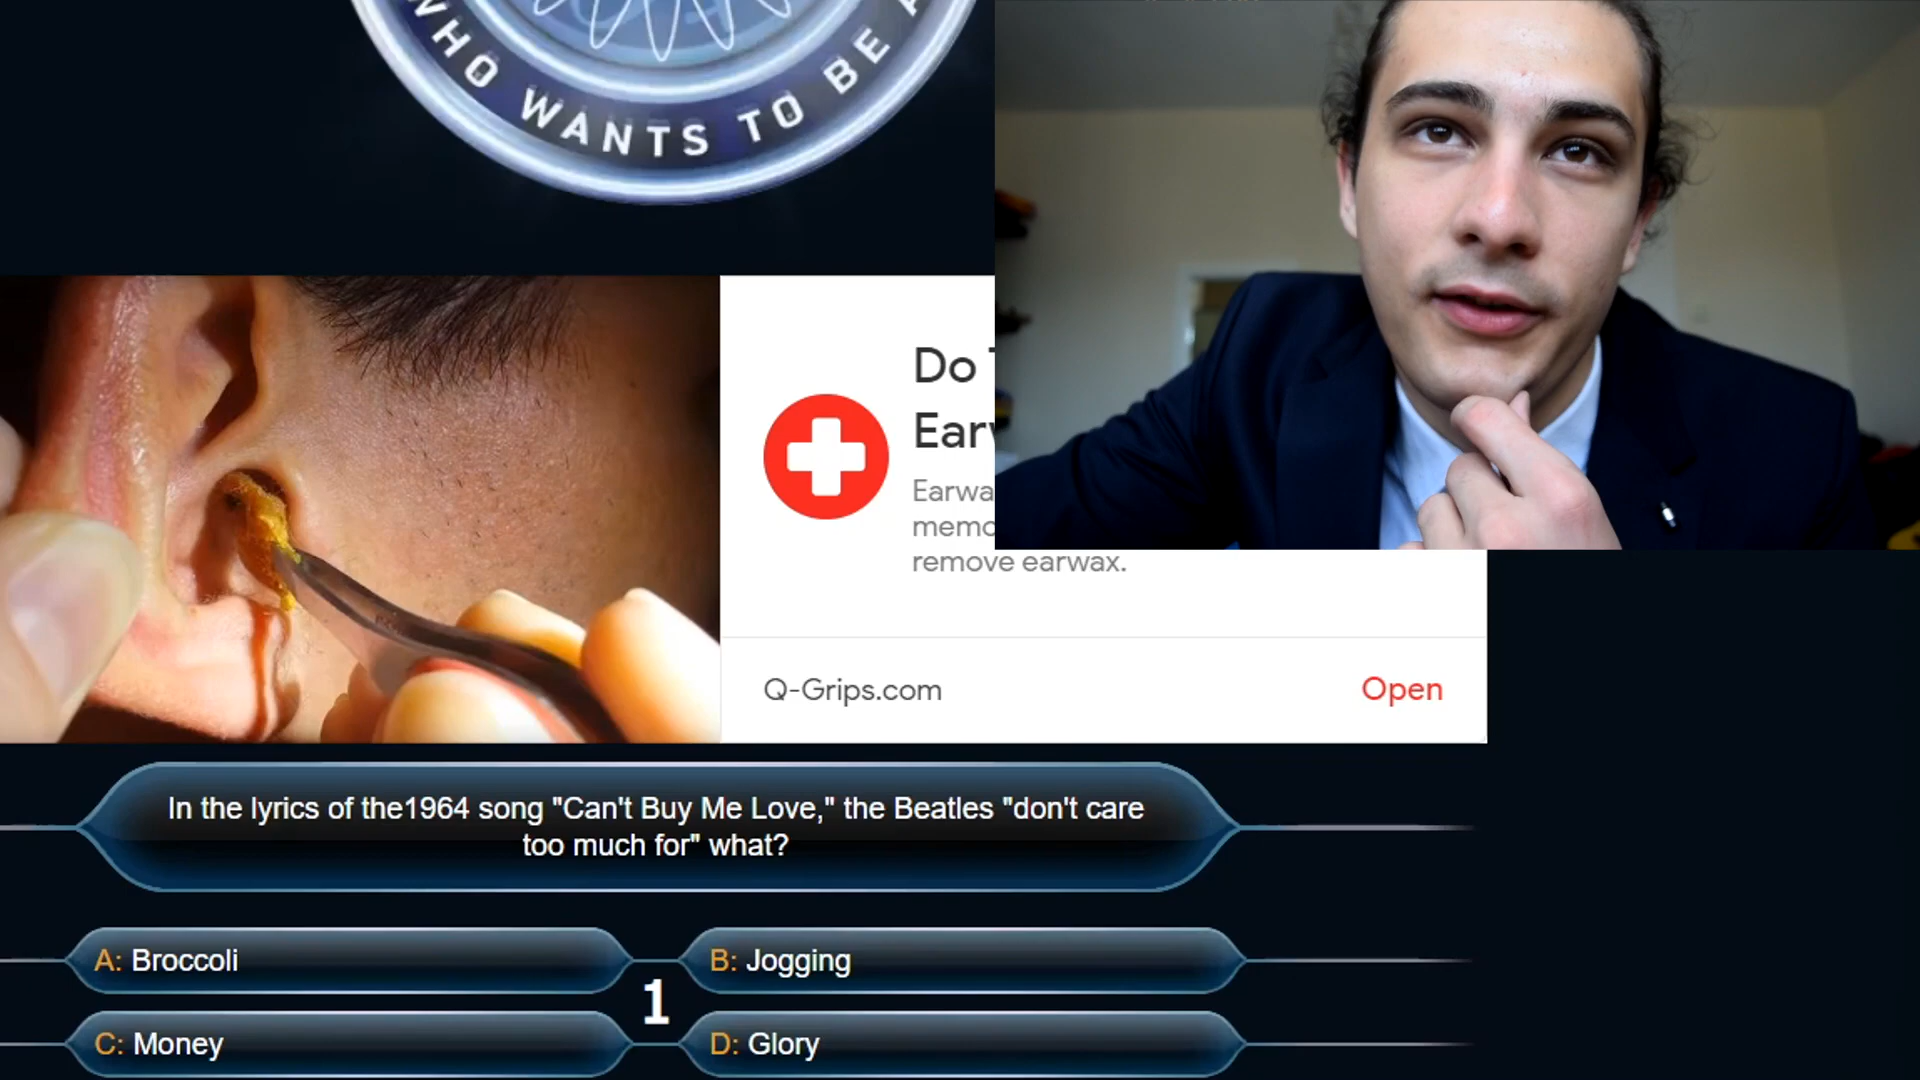 WHO WANTS TO BE A
Do
Earw
Earwa
memo
remove earwax.
Q-Grips.com
Open
In the lyrics of the1964 song "Can't Buy Me Love," the Beatles "don't care
too much for" what?
A: Broccoli
B: Jogging
1
C: Money
D: Glory